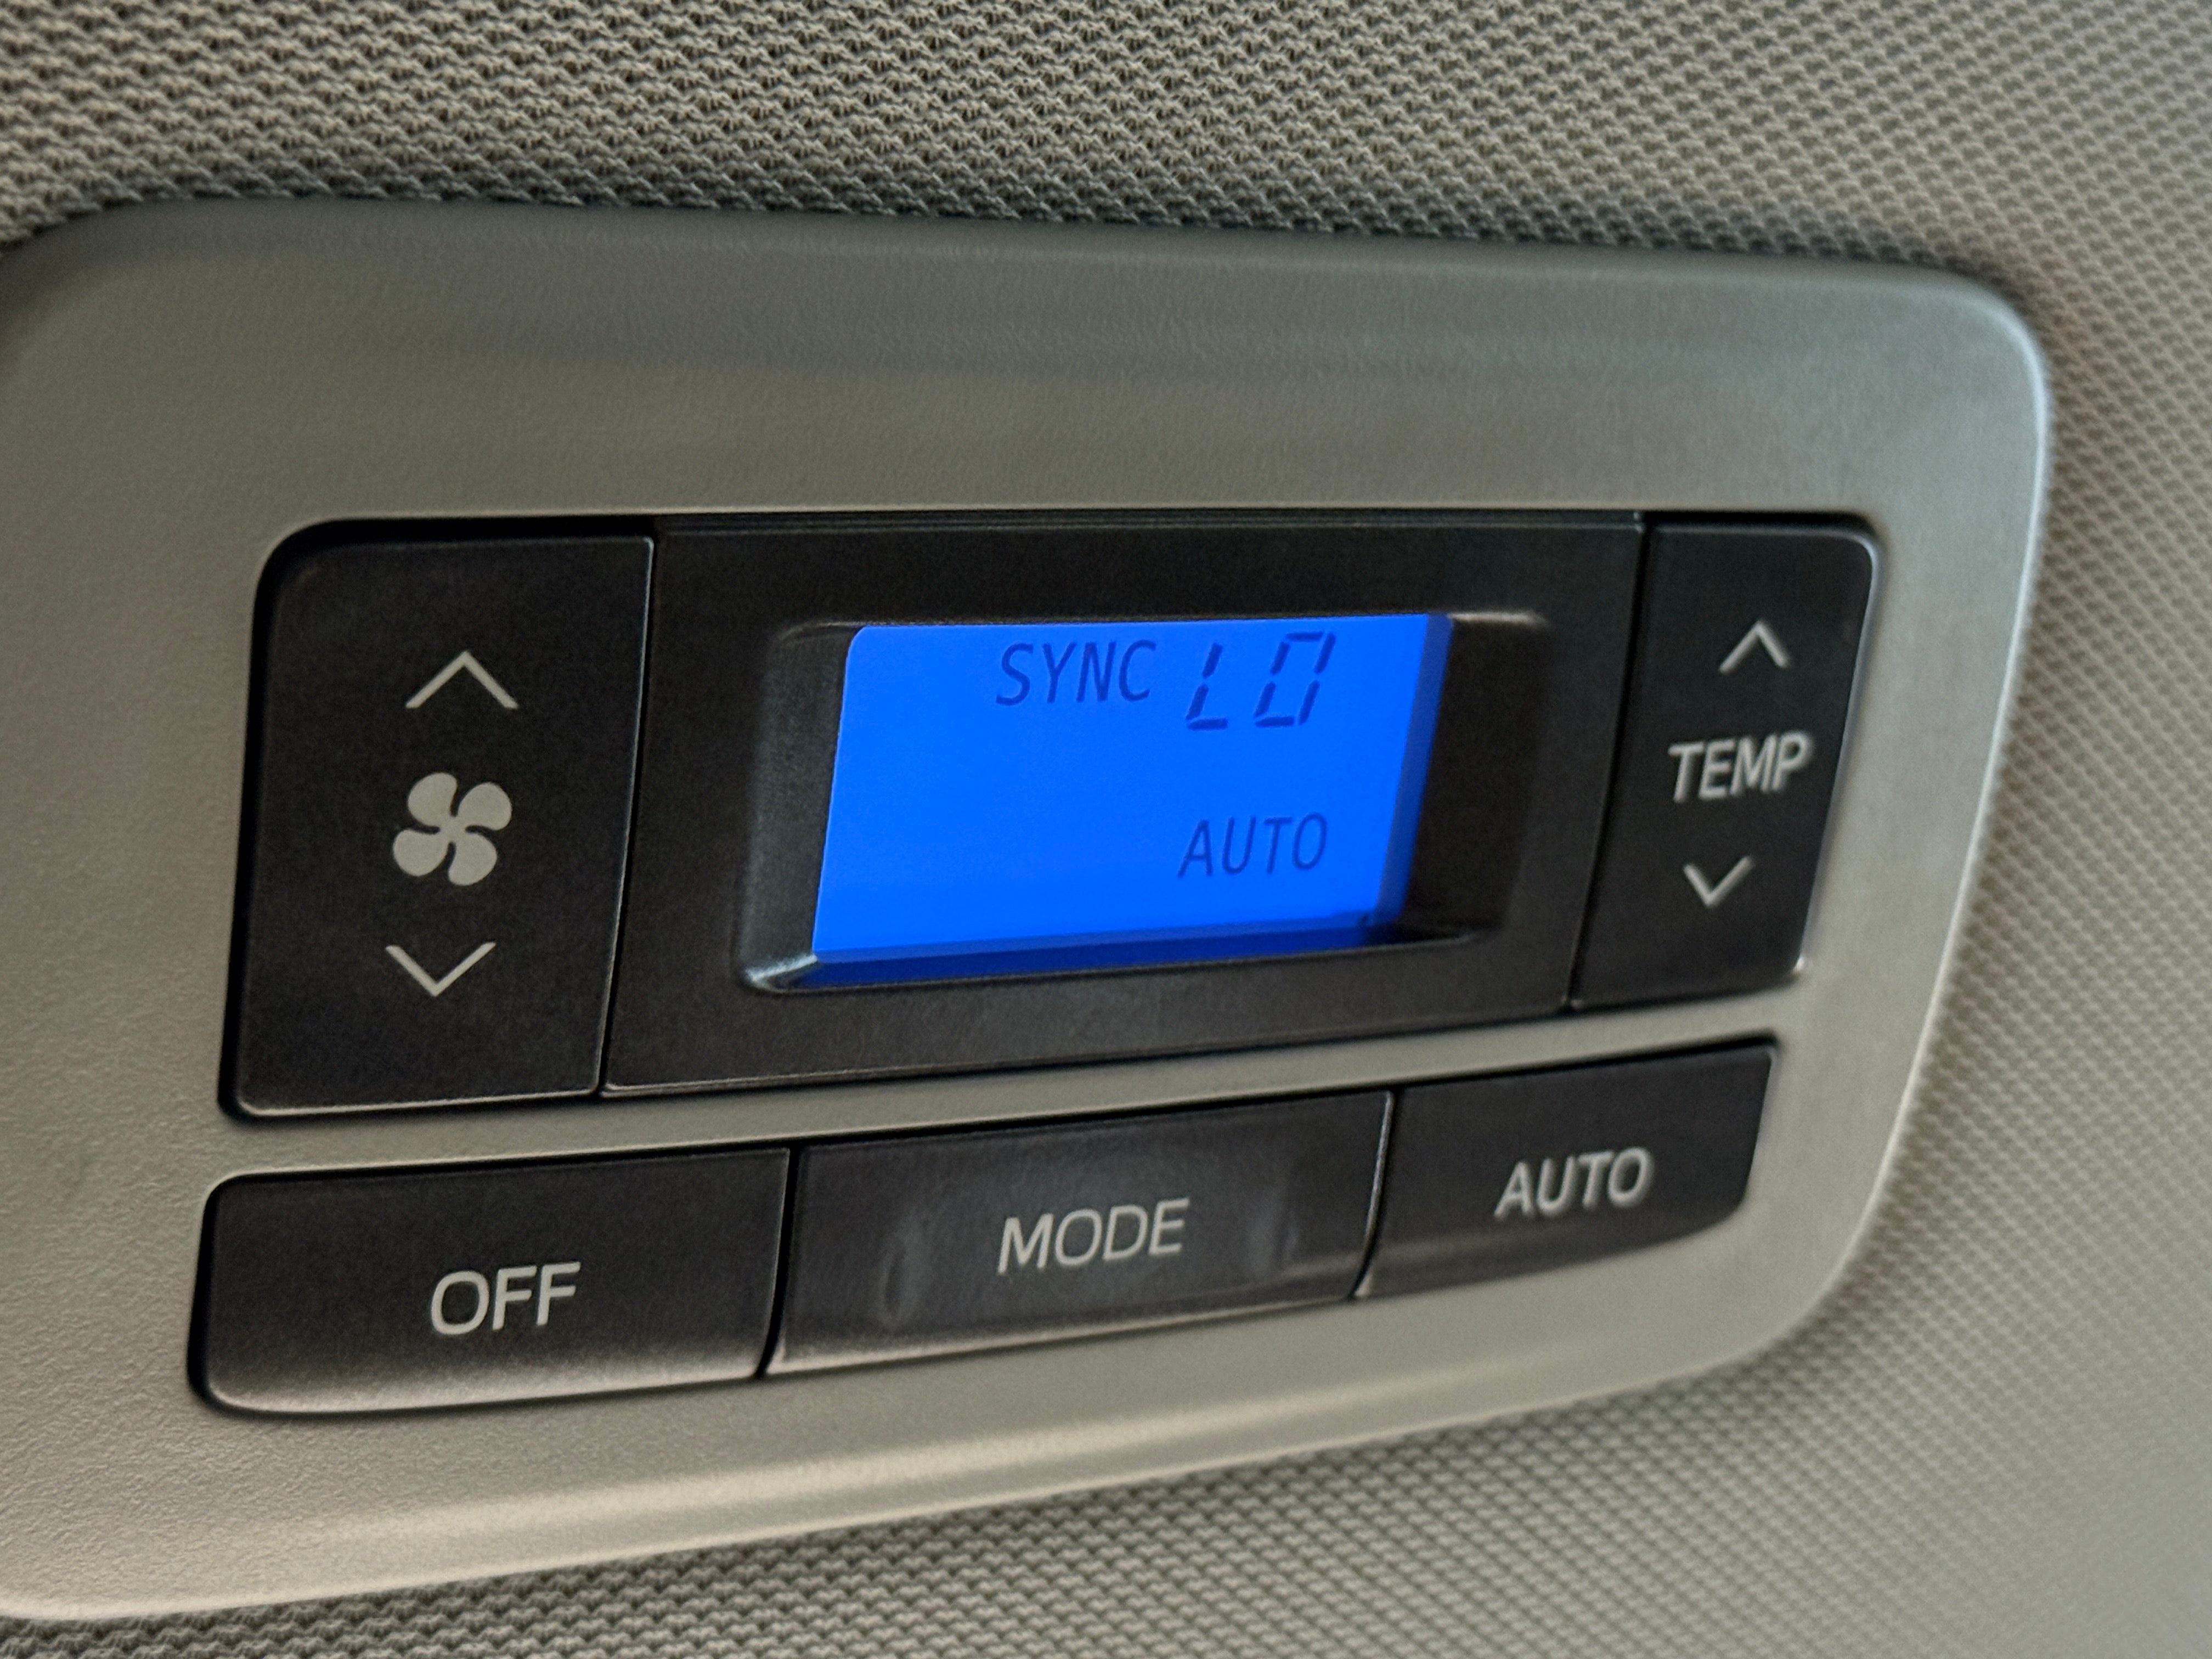 SYNC LO
AUTO
TEMP
OFF MODE AUTO